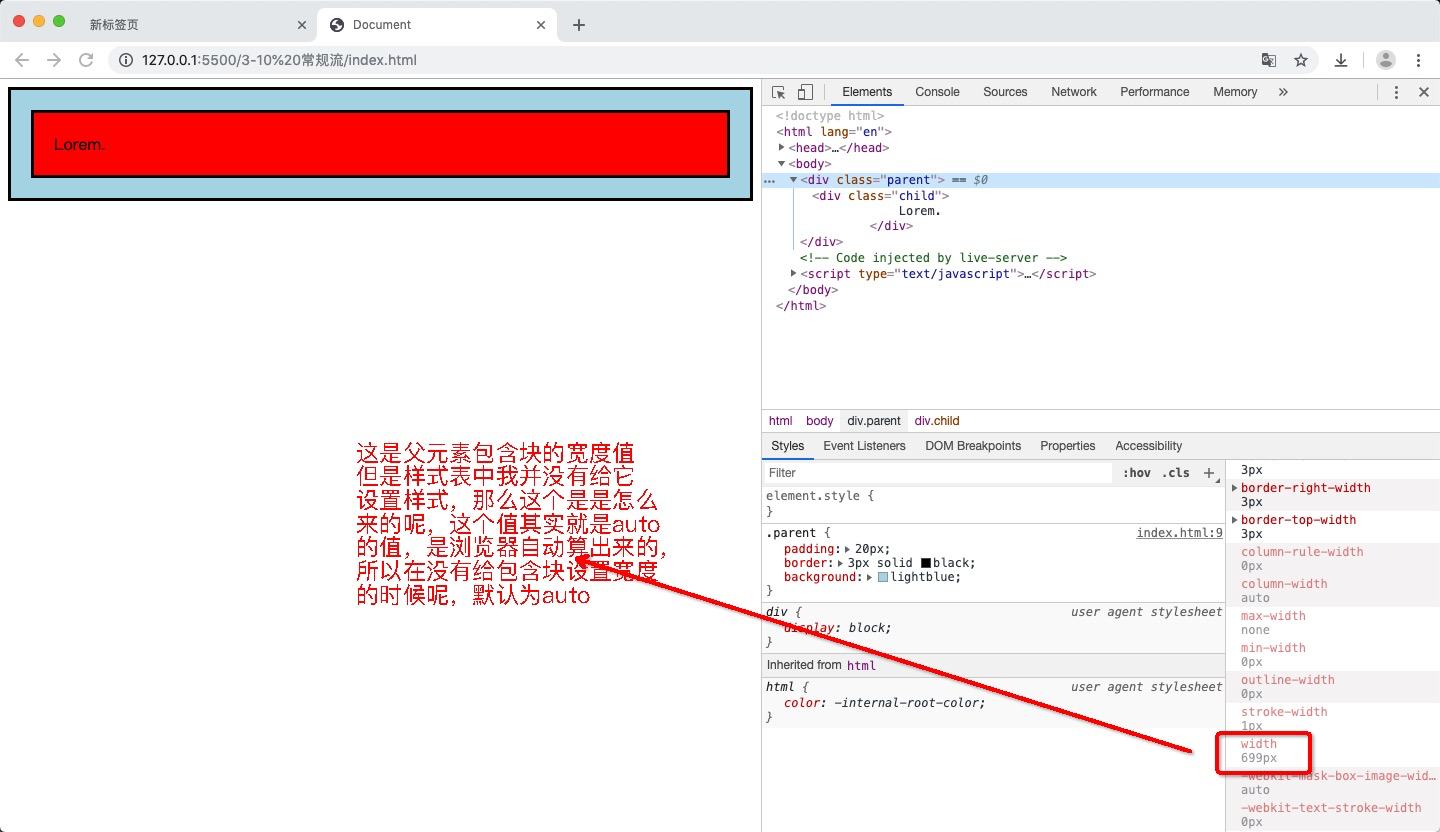 新标签页
Document
127.0.0.1:5500/3-10%20常规流/index.html
Lorem.
Elements Console Sources Network Performance Memory »
<!doctype html>
<html lang="en">
<head>…</head>
<body>
<div class="parent"> == $0
<div class="child">
Lorem.
</div>
</div>
<!-- Code injected by live-server -->
<script type="text/javascript">…</script>
</body>
</html>
html body div.parent div.child
Styles Event Listeners DOM Breakpoints Properties Accessibility
Filter :hov .cls +
element.style {
}
.parent { index.html:9
padding: 20px;
border: 3px solid black;
background: lightblue;
}
div { user agent stylesheet
display: block;
}
Inherited from html
html { user agent stylesheet
color: -internal-root-color;
}
3px
border-right-width
3px
border-top-width
3px
column-rule-width
0px
column-width
auto
max-width
none
min-width
0px
outline-width
0px
stroke-width
1px
width
699px
-webkit-mask-box-image-wid…
auto
-webkit-text-stroke-width
0px
这是父元素包含块的宽度值
但是样式表中我并没有给它
设置样式，那么这个是是怎么
来的呢，这个值其实就是auto
的值，是浏览器自动算出来的，
所以在没有给包含块设置宽度
的时候呢，默认为auto